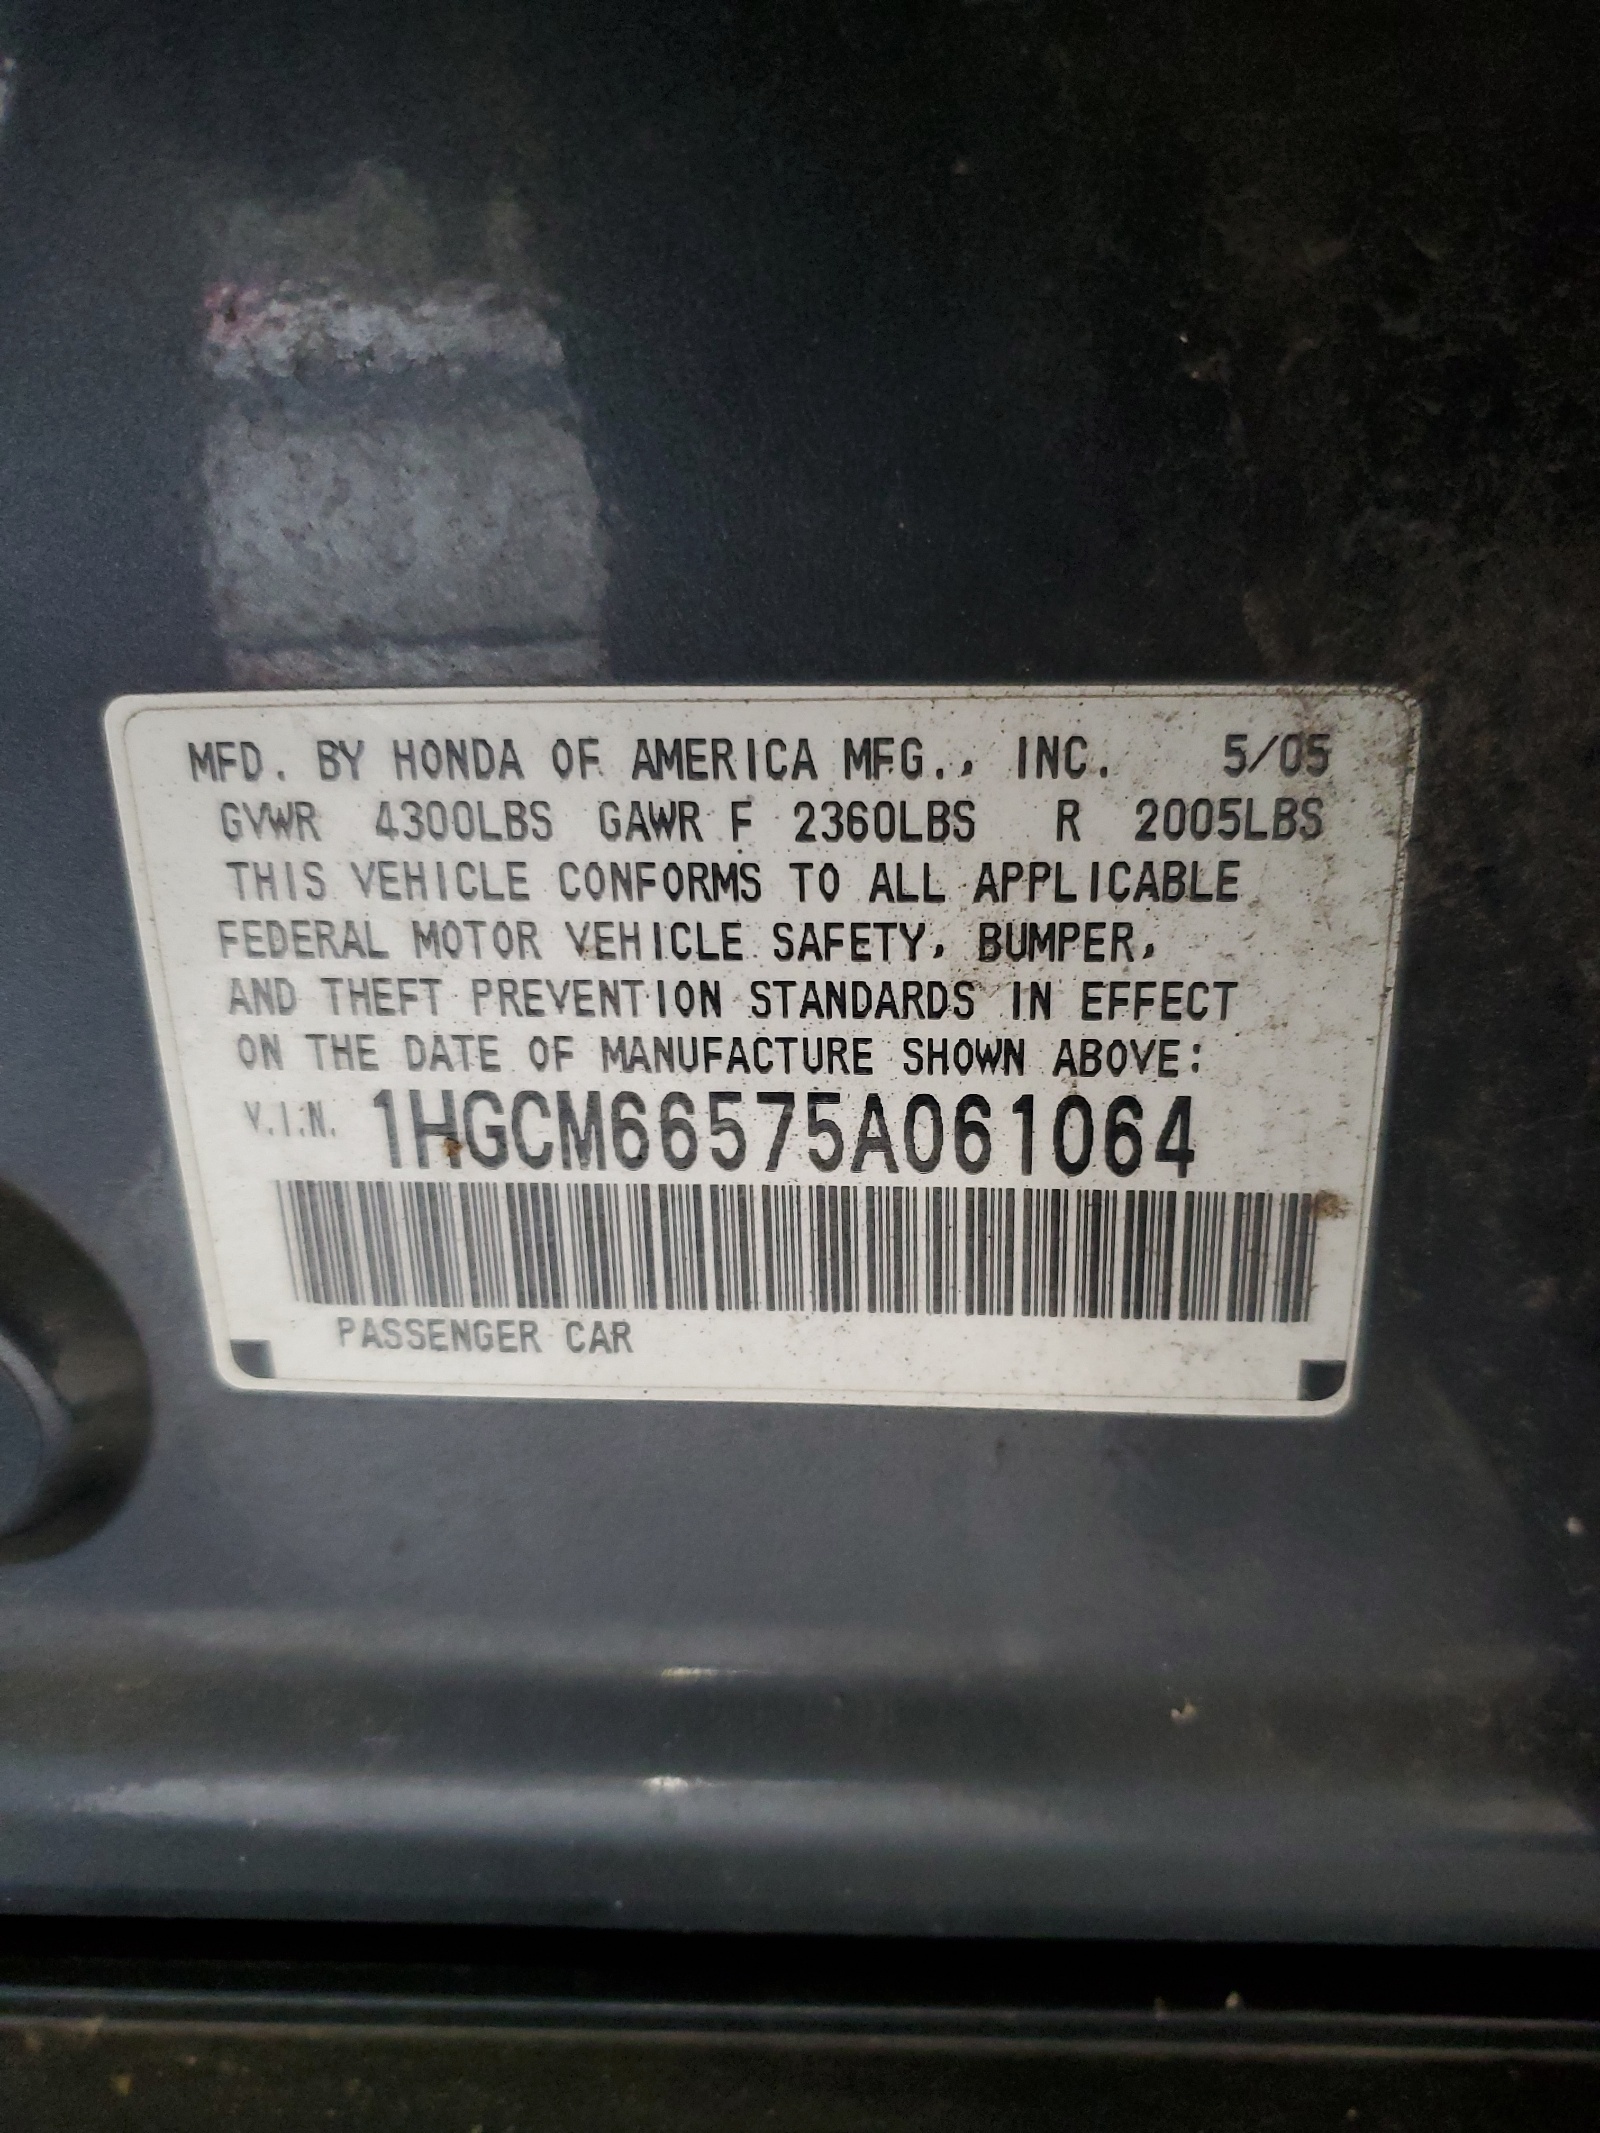 MFD. BY HONDA OF AMERICA MFG., INC. 5/05
GVWR 4300LBS GAWR F 2360LBS R 2005LBS
THIS VEHICLE CONFORMS TO ALL APPLICABLE
FEDERAL MOTOR VEHICLE SAFETY, BUMPER,
AND THEFT PREVENTION STANDARDS IN EFFECT
ON THE DATE OF MANUFACTURE SHOWN ABOVE:
V.I.N. 1HGCM66575A061064
PASSENGER CAR